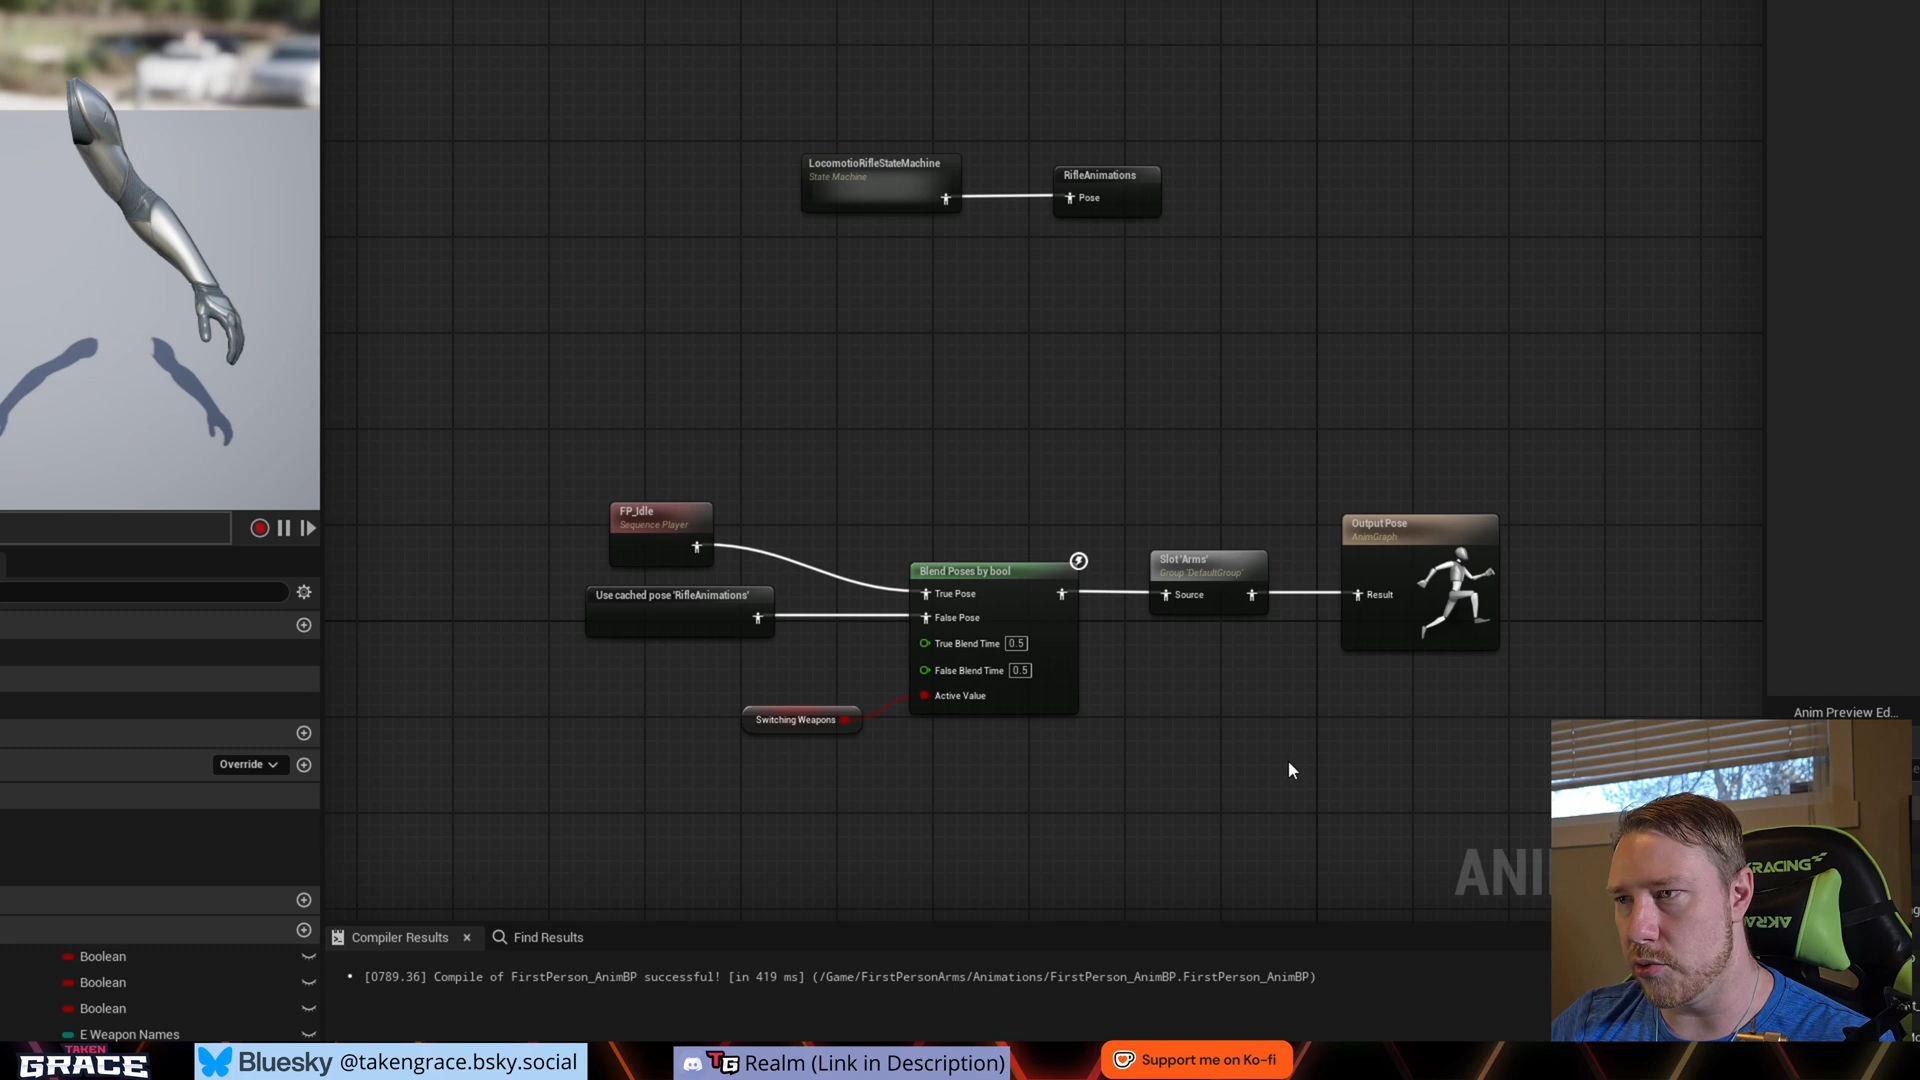 LocomotioRifleStateMachine
State Machine
RifleAnimations
Pose
FP_Idle
Sequence Player
Use cached pose 'RifleAnimations'
Blend Poses by bool
True Pose
False Pose
True Blend Time 0.5
False Blend Time 0.5
Active Value
Switching Weapons
Slot 'Arms'
Group 'DefaultGroup'
Source
Output Pose
AnimGraph
Result
Override
Anim Preview Ed...
ANI
Compiler Results
Find Results
[0789.36] Compile of FirstPerson_AnimBP successful! [in 419 ms] (/Game/FirstPersonArms/Animations/FirstPerson_AnimBP.FirstPerson_AnimBP)
Boolean
Boolean
Boolean
E Weapon Names
AKRACING
AKRA
TAKEN
GRACE
Bluesky @takengrace.bsky.social
TG Realm (Link in Description)
Support me on Ko-fi